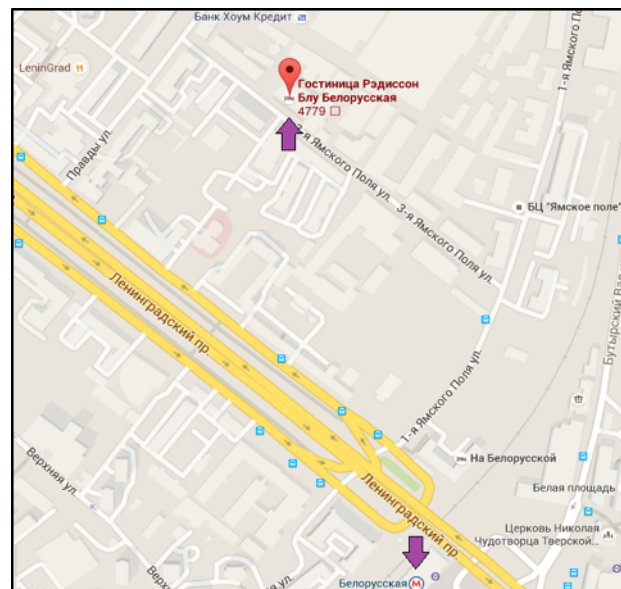 Банк Хоум Кредит
LeninGrad
Гостиница Рэдиссон
Блу Белорусская
4779
1-я Ямского Поля ул.
Правды ул.
3-я Ямского Поля ул.
3-я Ямского Поля ул.
БЦ "Ямское поле"
Бутырский Вал
Ленинградский пр
1-я Ямского Поля ул.
На Белорусской
Верхняя ул.
Белая площадь
Ленинградский пр
Церковь Николая
Чудотворца Тверской...
Белорусская
М